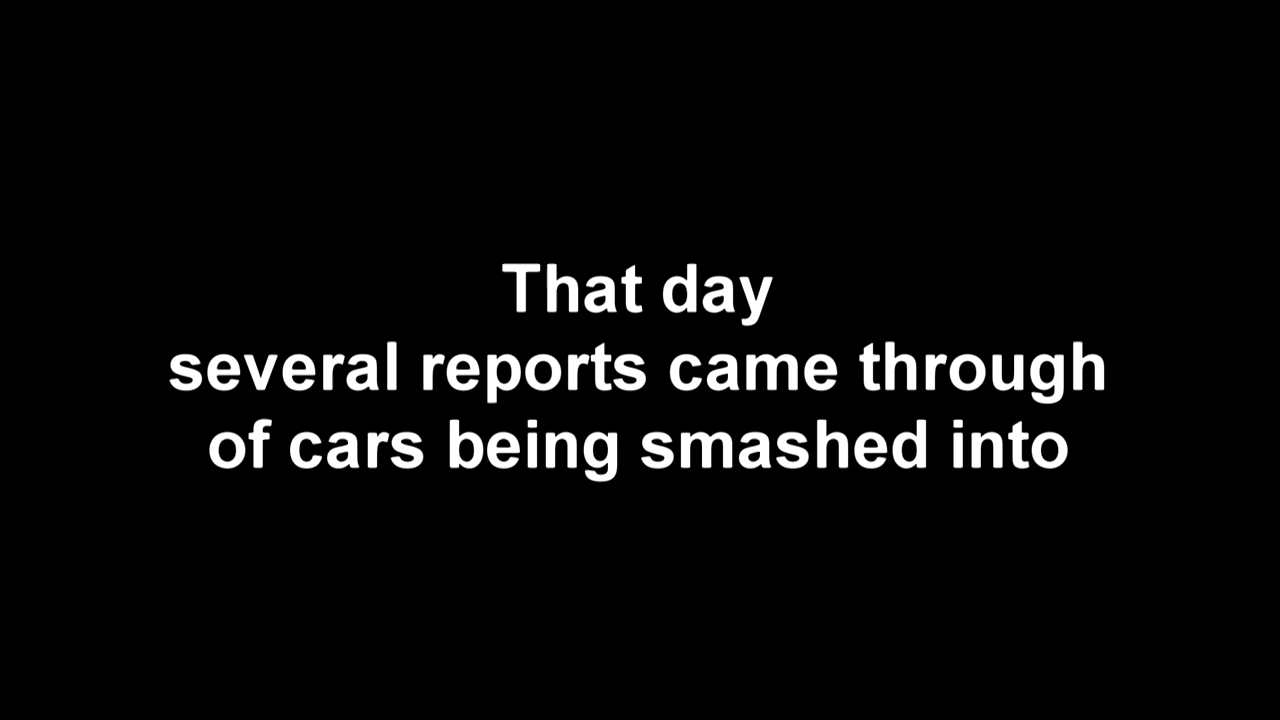 That day
several reports came through
of cars being smashed into